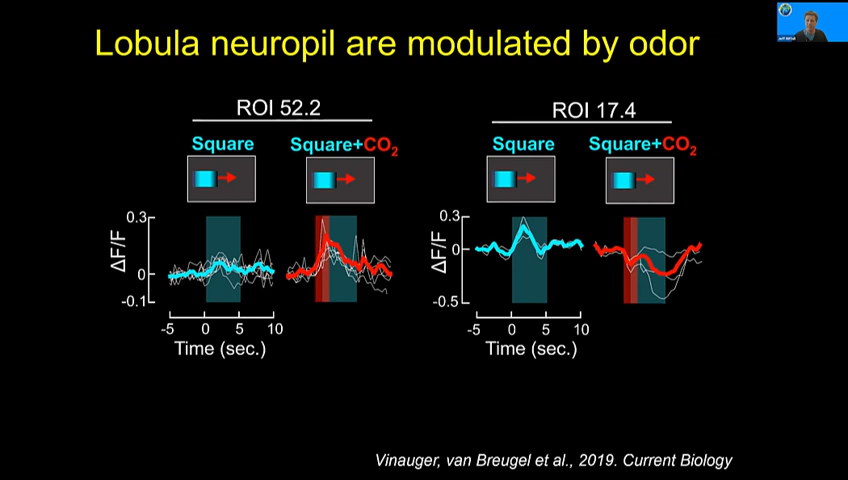 Lobula neuropil are modulated by odor
ROI 52.2
Square
Square+CO₂
0.3
0
-0.1
ΔF/F
-5 0 5 10
Time (sec.)
ROI 17.4
Square
Square+CO₂
0.3
0
-0.5
ΔF/F
-5 0 5 10
Time (sec.)
Vinauger, van Breugel et al., 2019. Current Biology